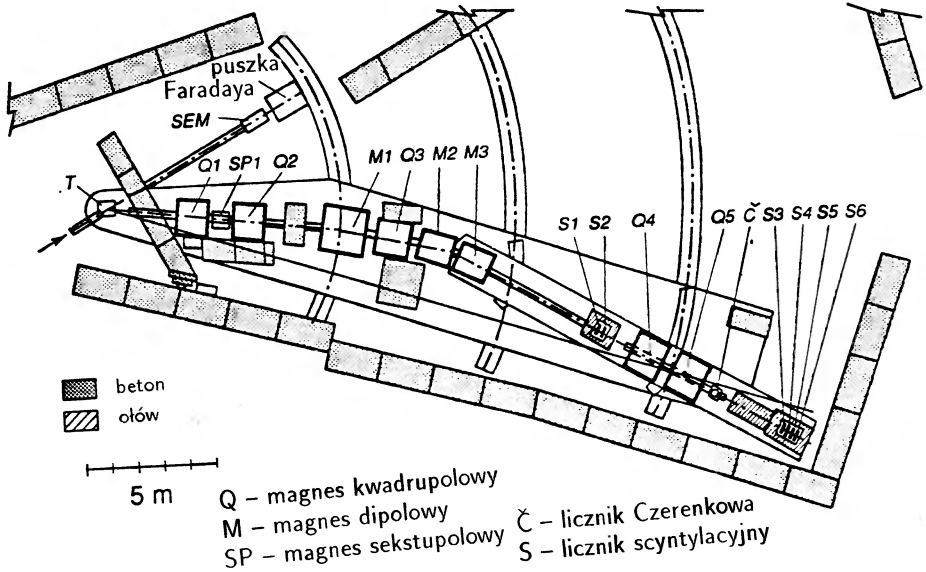 puszka
Faradaya
SEM
.T
Q1 SP1 Q2
M1 Q3 M2 M3
S1 S2 Q4
Q5 Č S3 S4 S5 S6
beton
ołów
5 m
Q – magnes kwadrupolowy
M – magnes dipolowy
SP – magnes sekstupolowy
Č – licznik Czerenkowa
S – licznik scyntylacyjny